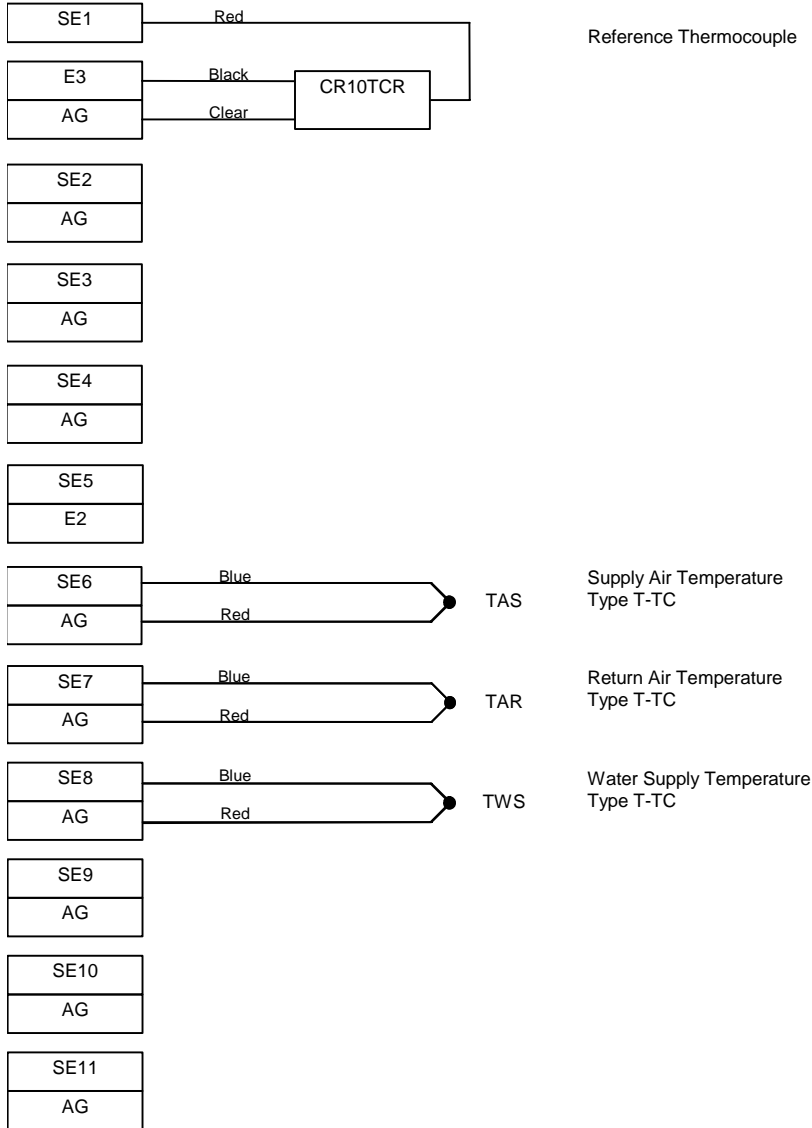 SE1 Red Reference Thermocouple
E3 Black CR10TCR
AG Clear
SE2
AG
SE3
AG
SE4
AG
SE5
E2
SE6 Blue Supply Air Temperature
AG Red TAS Type T-TC
SE7 Blue Return Air Temperature
AG Red TAR Type T-TC
SE8 Blue Water Supply Temperature
AG Red TWS Type T-TC
SE9
AG
SE10
AG
SE11
AG